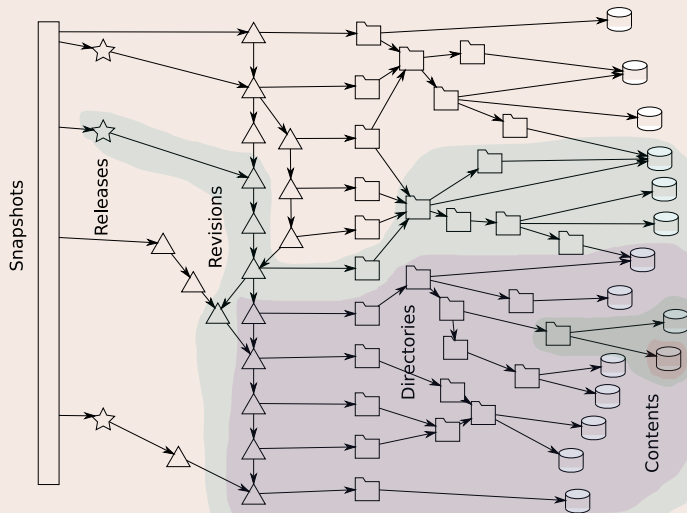 Snapshots
Releases
Revisions
Directories
Contents